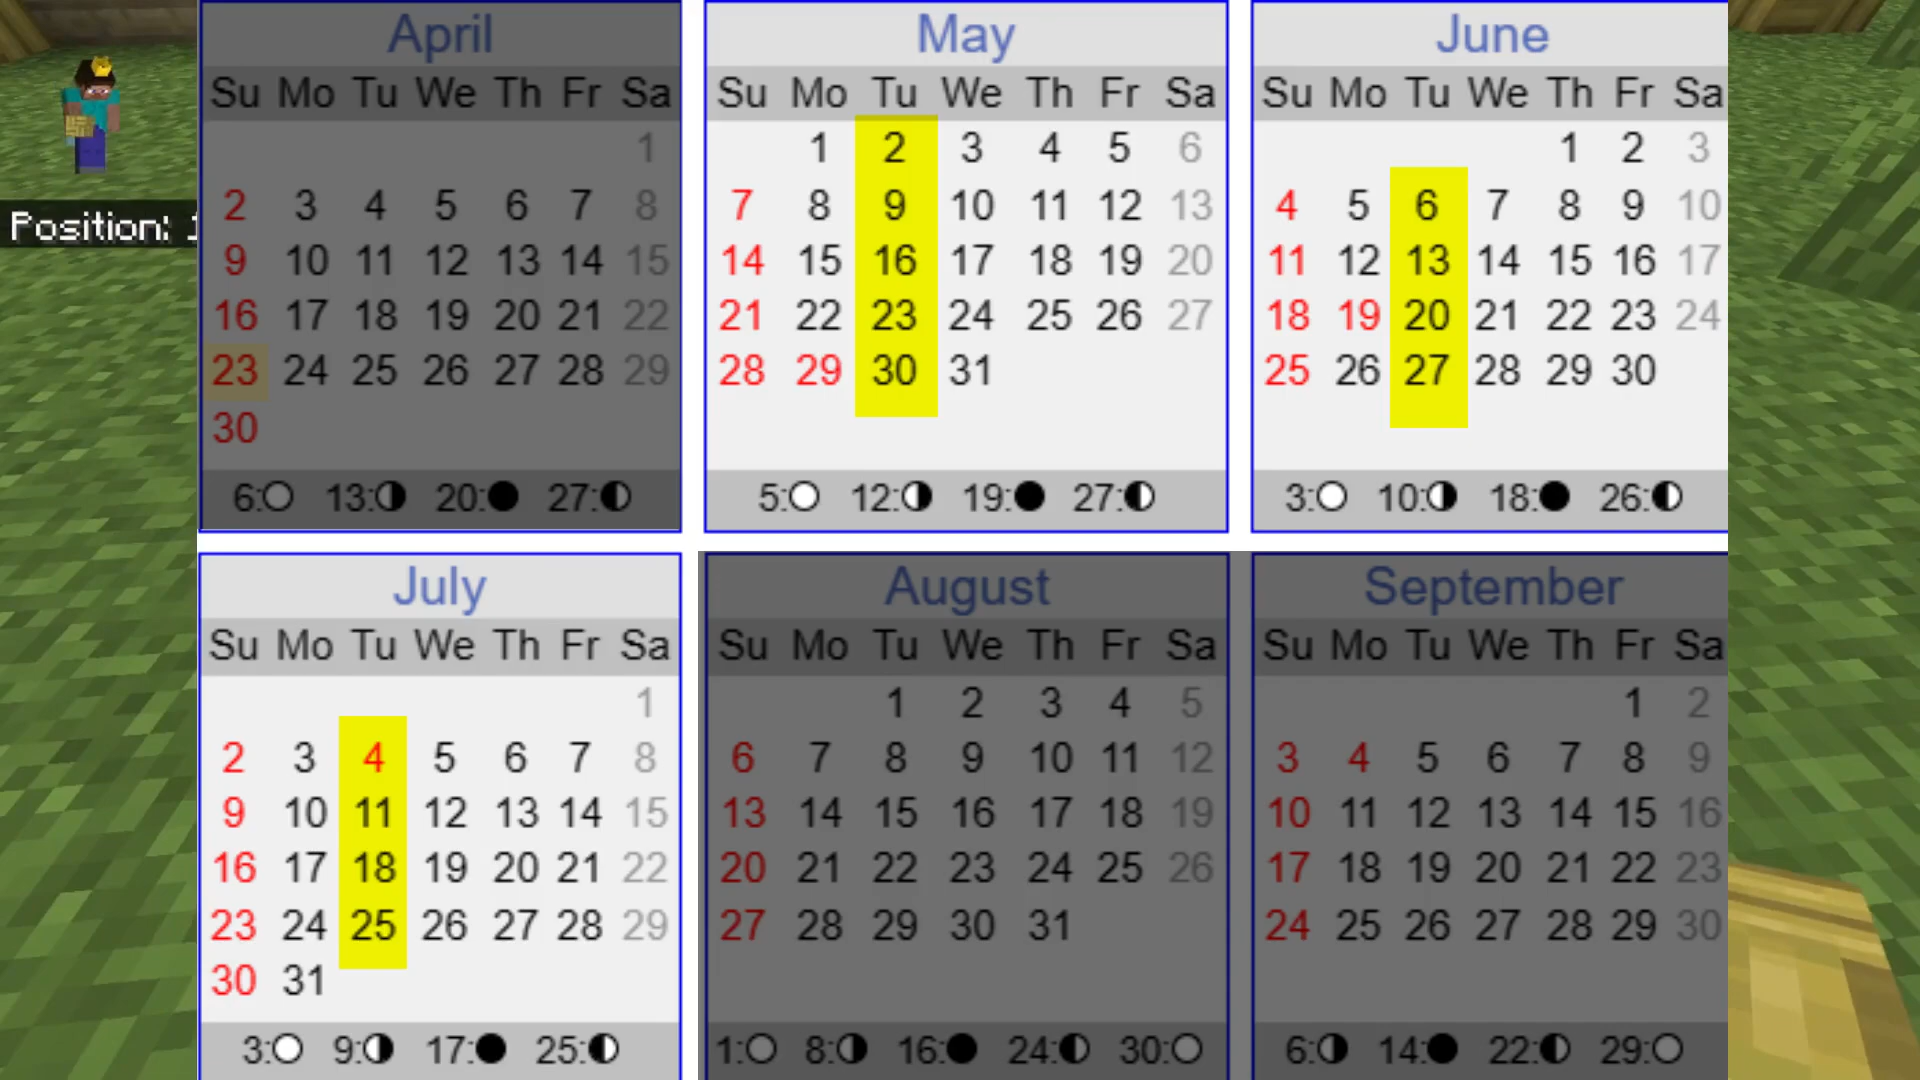 Position:
April
Su Mo Tu We Th Fr Sa
1
2 3 4 5 6 7 8
9 10 11 12 13 14 15
16 17 18 19 20 21 22
23 24 25 26 27 28 29
30
6: 13: 20: 27:
May
Su Mo Tu We Th Fr Sa
1 2 3 4 5 6
7 8 9 10 11 12 13
14 15 16 17 18 19 20
21 22 23 24 25 26 27
28 29 30 31
5: 12: 19: 27:
June
Su Mo Tu We Th Fr Sa
1 2 3
4 5 6 7 8 9 10
11 12 13 14 15 16 17
18 19 20 21 22 23 24
25 26 27 28 29 30
3: 10: 18: 26:
July
Su Mo Tu We Th Fr Sa
1
2 3 4 5 6 7 8
9 10 11 12 13 14 15
16 17 18 19 20 21 22
23 24 25 26 27 28 29
30 31
3: 9: 17: 25:
August
Su Mo Tu We Th Fr Sa
1 2 3 4 5
6 7 8 9 10 11 12
13 14 15 16 17 18 19
20 21 22 23 24 25 26
27 28 29 30 31
1: 8: 16: 24: 30:
September
Su Mo Tu We Th Fr Sa
1 2
3 4 5 6 7 8 9
10 11 12 13 14 15 16
17 18 19 20 21 22 23
24 25 26 27 28 29 30
6: 14: 22: 29: